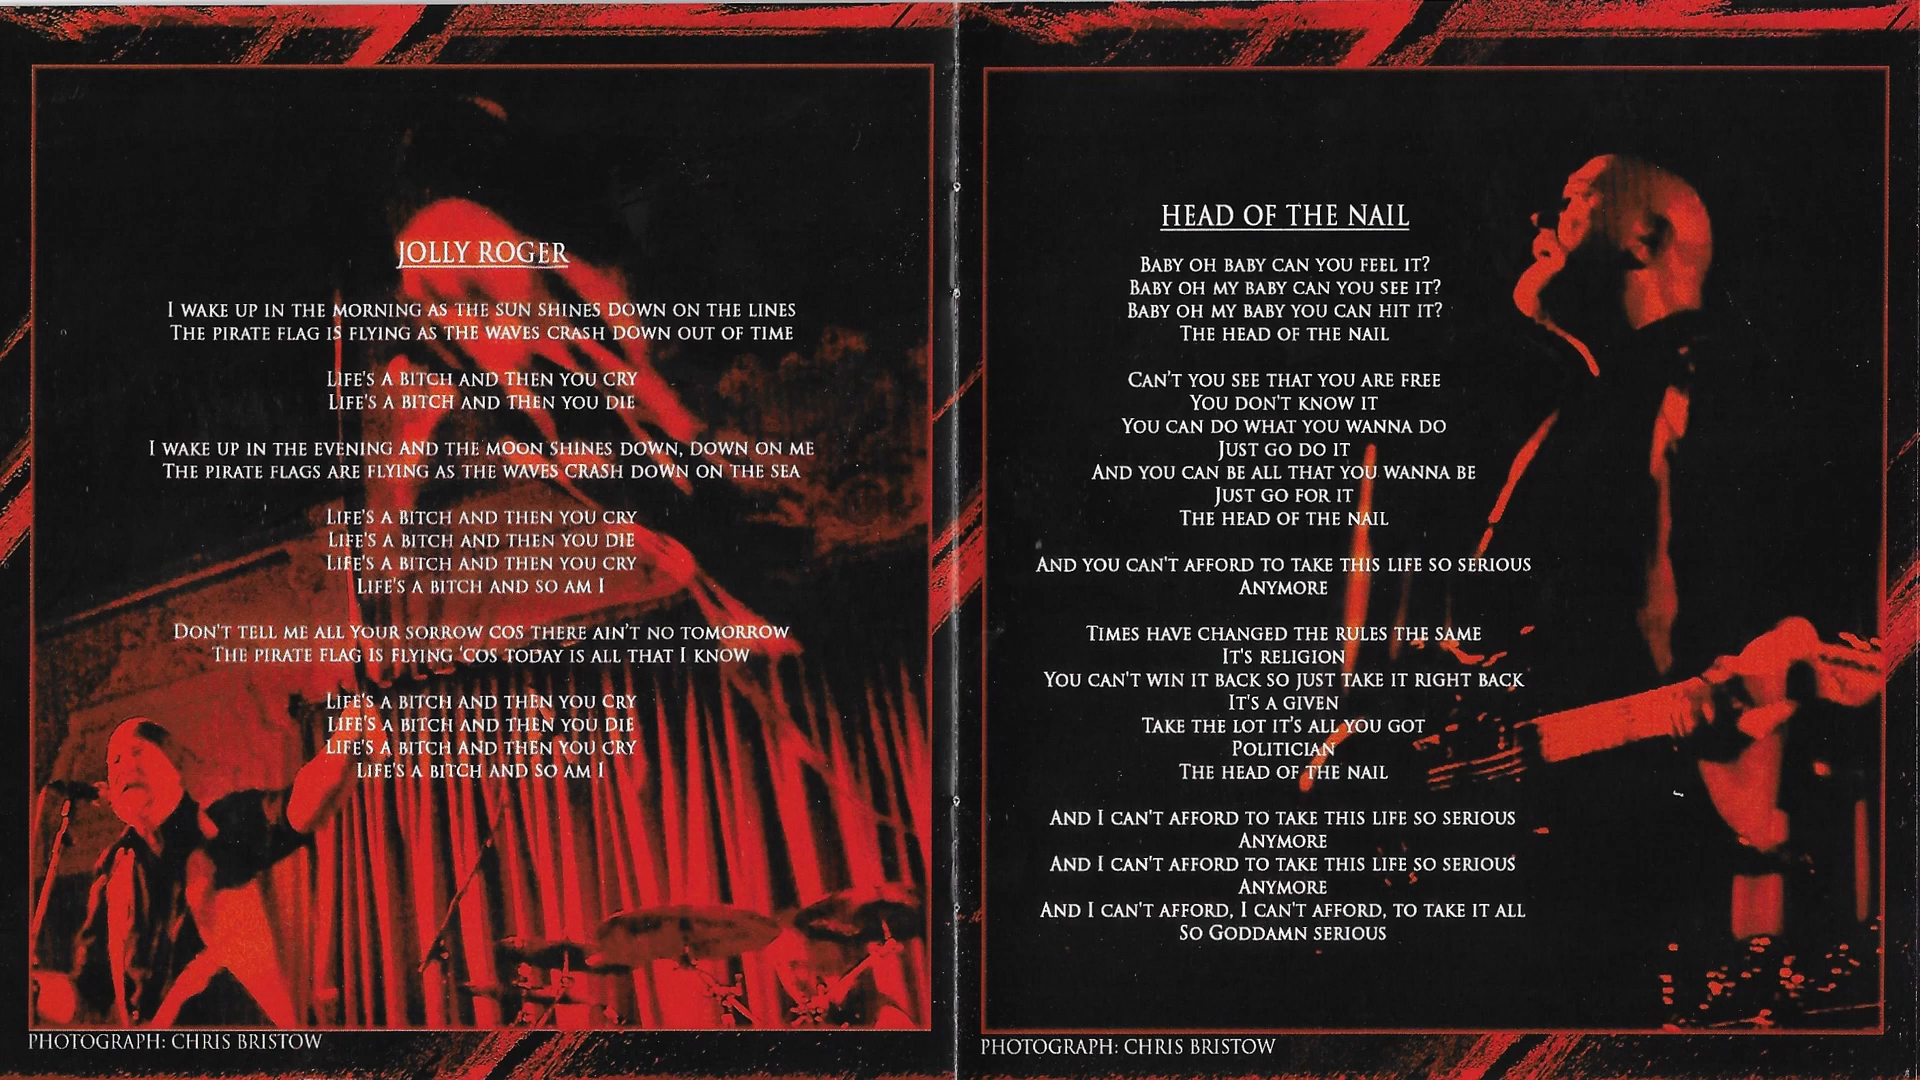 JOLLY ROGER
I wake up in the morning as the sun shines down on the lines
The pirate flag is flying as the waves crash down out of time
Life's a bitch and then you cry
Life's a bitch and then you die
I wake up in the evening and the moon shines down, down on me
The pirate flags are flying as the waves crash down on the sea
Life's a bitch and then you cry
Life's a bitch and then you die
Life's a bitch and then you cry
Life's a bitch and so am I
Don't tell me all your sorrow cos there ain't no tomorrow
The pirate flag is flying 'cos today is all that I know
Life's a bitch and then you cry
Life's a bitch and then you die
Life's a bitch and then you cry
Life's a bitch and so am I
PHOTOGRAPH: CHRIS BRISTOW
HEAD OF THE NAIL
Baby oh baby can you feel it?
Baby oh my baby can you see it?
Baby oh my baby you can hit it?
The head of the nail
Can't you see that you are free
You don't know it
You can do what you wanna do
Just go do it
And you can be all that you wanna be
Just go for it
The head of the nail
And you can't afford to take this life so serious
Anymore
Times have changed the rules the same
It's religion
You can't win it back so just take it right back
It's a given
Take the lot it's all you got
Politician
The head of the nail
And I can't afford to take this life so serious
Anymore
And I can't afford to take this life so serious
Anymore
And I can't afford, I can't afford, to take it all
So Goddamn serious
PHOTOGRAPH: CHRIS BRISTOW